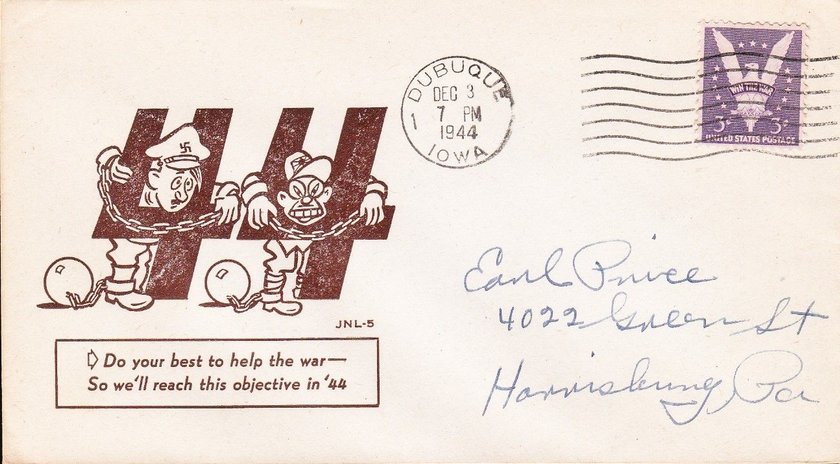 44
JNL-5
Do your best to help the war—
So we'll reach this objective in '44
DUBUQUE
DEC 3
1 7 PM
1944
IOWA
WIN THE WAR
3¢ 3¢
UNITED STATES POSTAGE
Earl Price
4022 Green St
Harrisburg, Pa